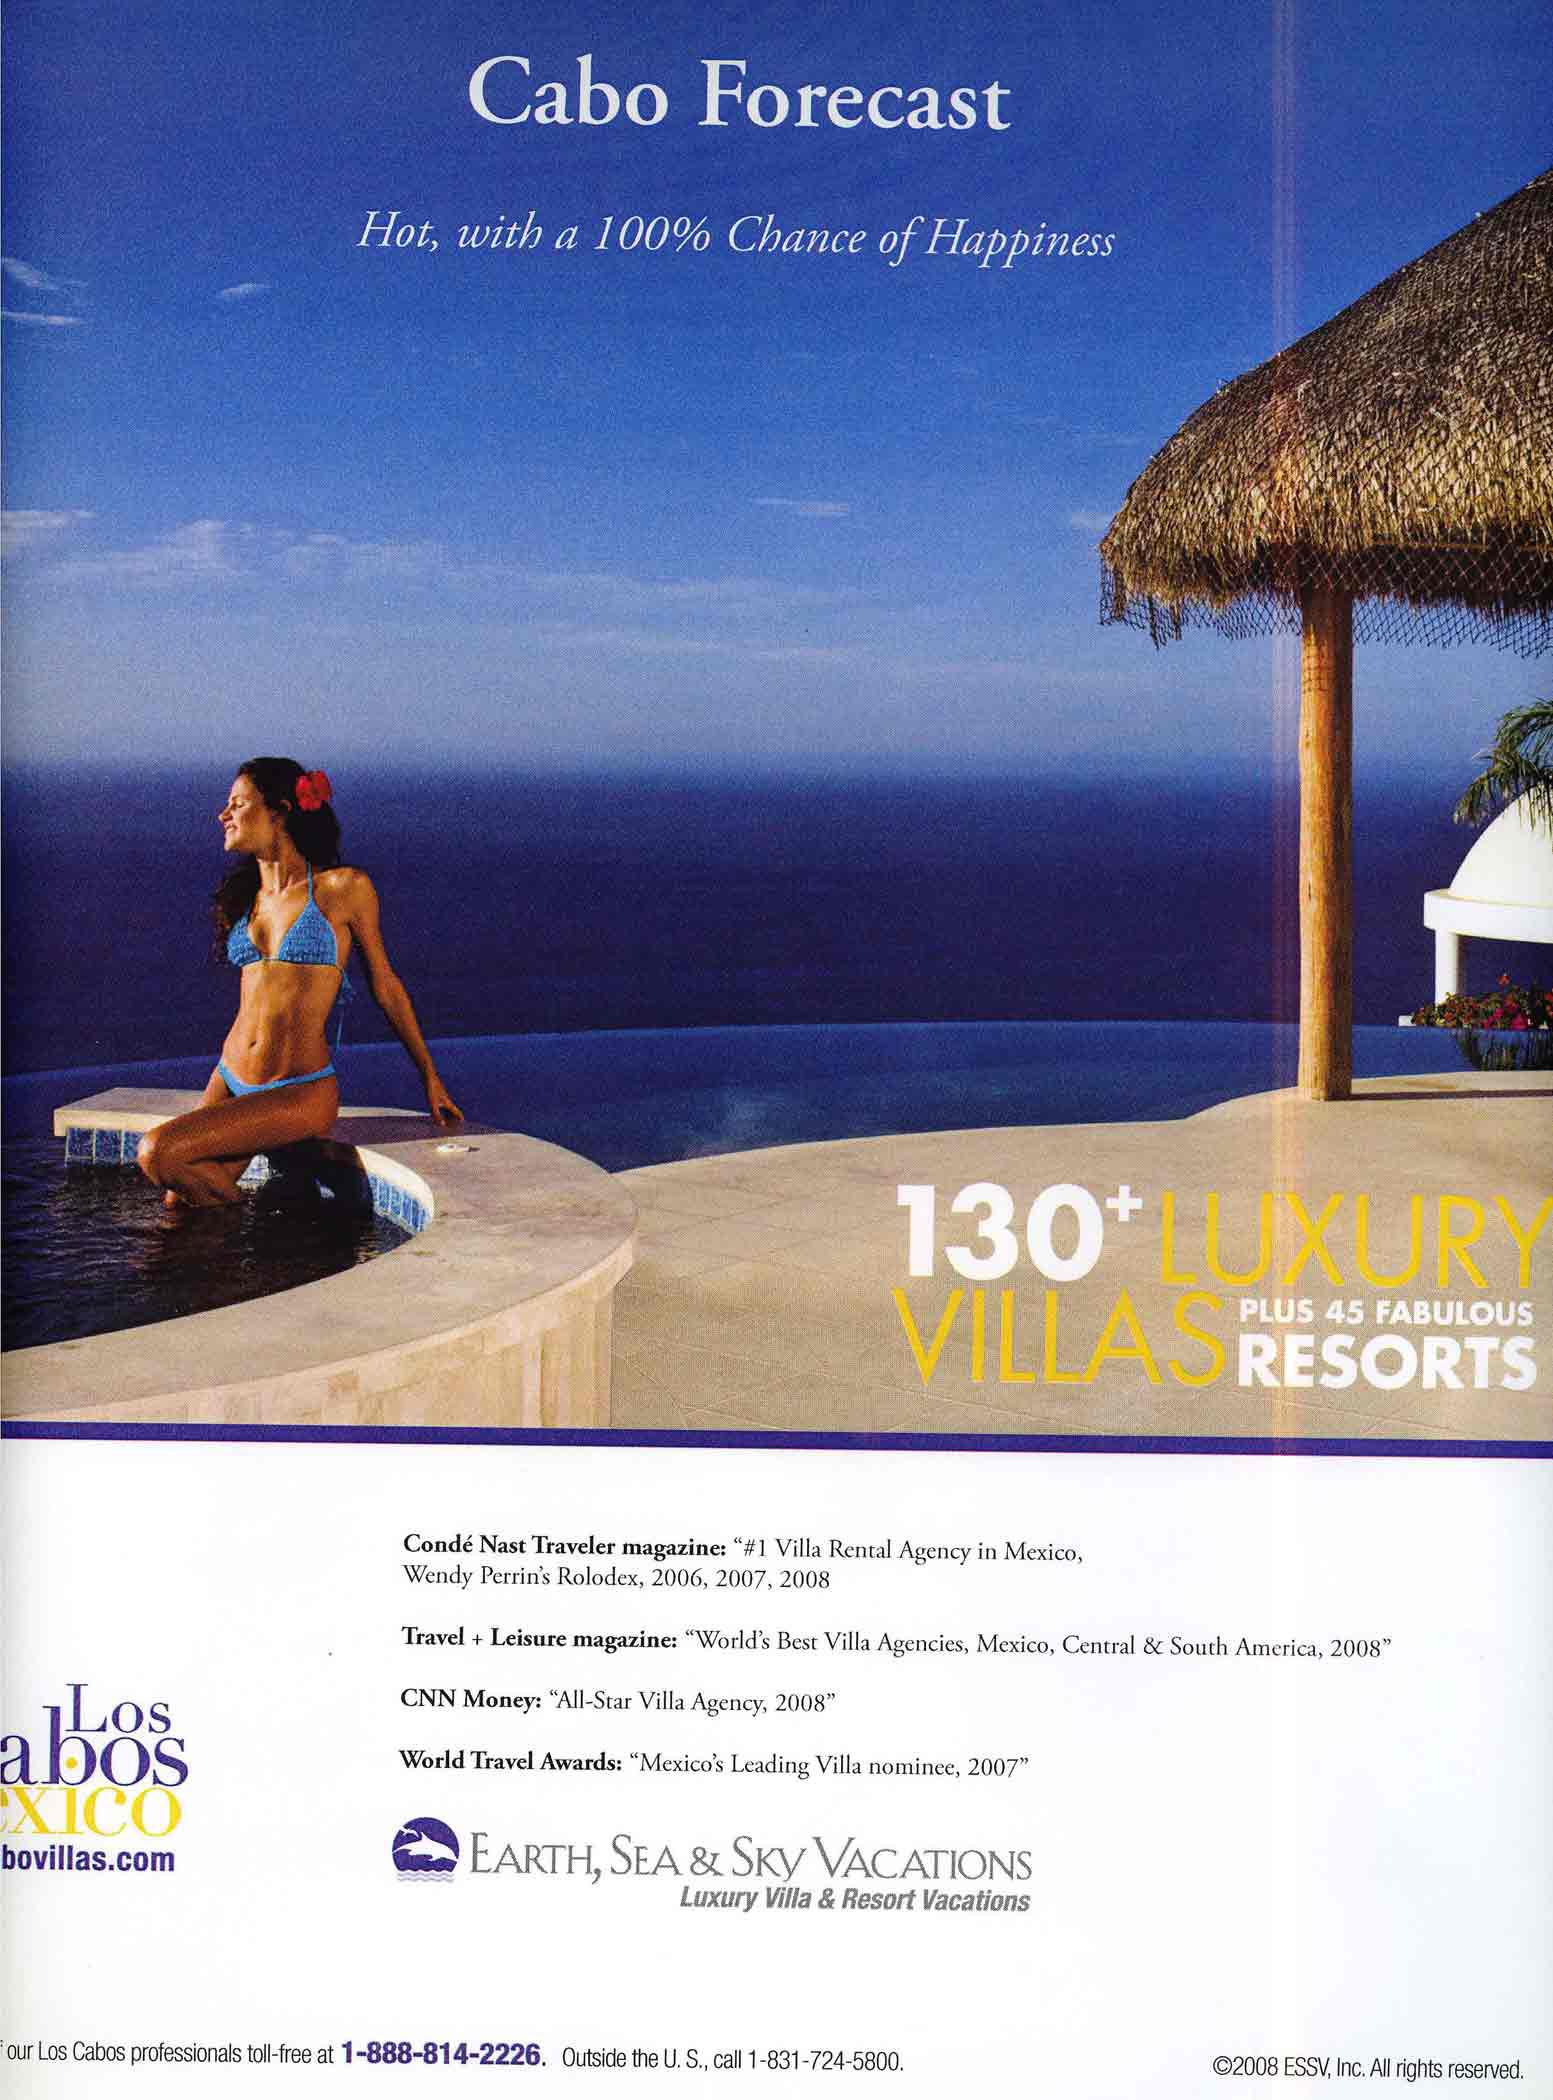 Cabo Forecast
Hot, with a 100% Chance of Happiness
130+ LUXURY
VILLAS PLUS 45 FABULOUS
RESORTS
Condé Nast Traveler magazine: “#1 Villa Rental Agency in Mexico,
Wendy Perrin’s Rolodex, 2006, 2007, 2008
Travel + Leisure magazine: “World’s Best Villa Agencies, Mexico, Central & South America, 2008”
CNN Money: “All-Star Villa Agency, 2008”
World Travel Awards: “Mexico’s Leading Villa nominee, 2007”
Los
abos
exico
bovillas.com
EARTH, SEA & SKY VACATIONS
Luxury Villa & Resort Vacations
our Los Cabos professionals toll-free at 1-888-814-2226. Outside the U. S., call 1-831-724-5800.
©2008 ESSV, Inc. All rights reserved.